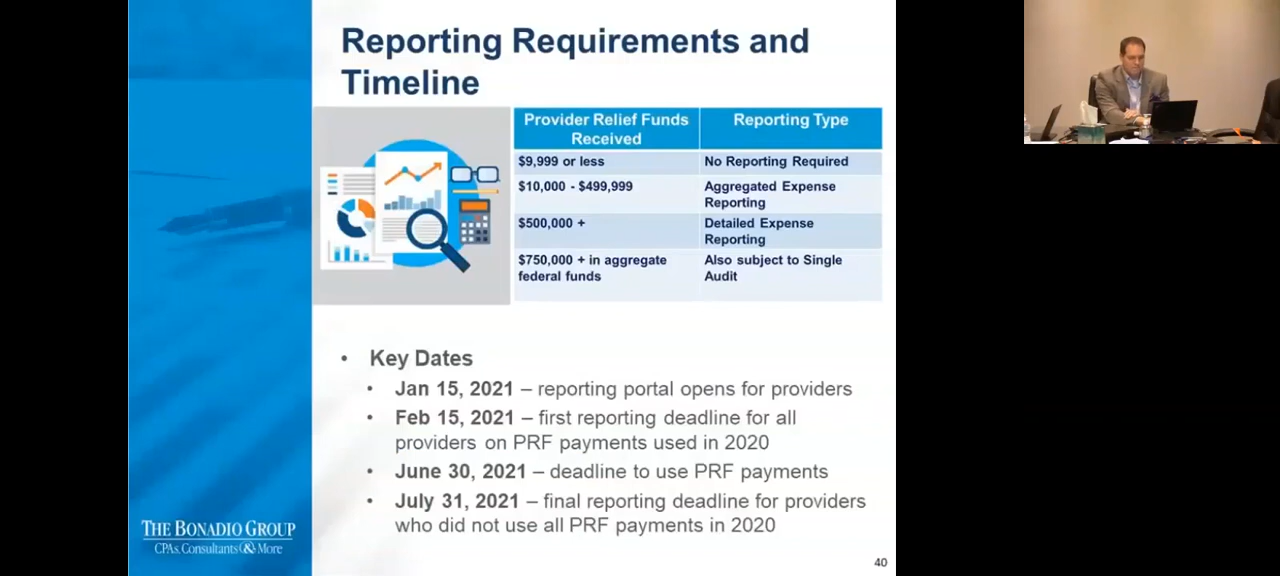 Reporting Requirements and
Timeline
Provider Relief Funds
Received
Reporting Type
$9,999 or less
No Reporting Required
$10,000 - $499,999
Aggregated Expense
Reporting
$500,000 +
Detailed Expense
Reporting
$750,000 + in aggregate
federal funds
Also subject to Single
Audit
• Key Dates
• Jan 15, 2021 – reporting portal opens for providers
• Feb 15, 2021 – first reporting deadline for all
providers on PRF payments used in 2020
• June 30, 2021 – deadline to use PRF payments
• July 31, 2021 – final reporting deadline for providers
who did not use all PRF payments in 2020
THE BONADIO GROUP
CPAs, Consultants & More
40